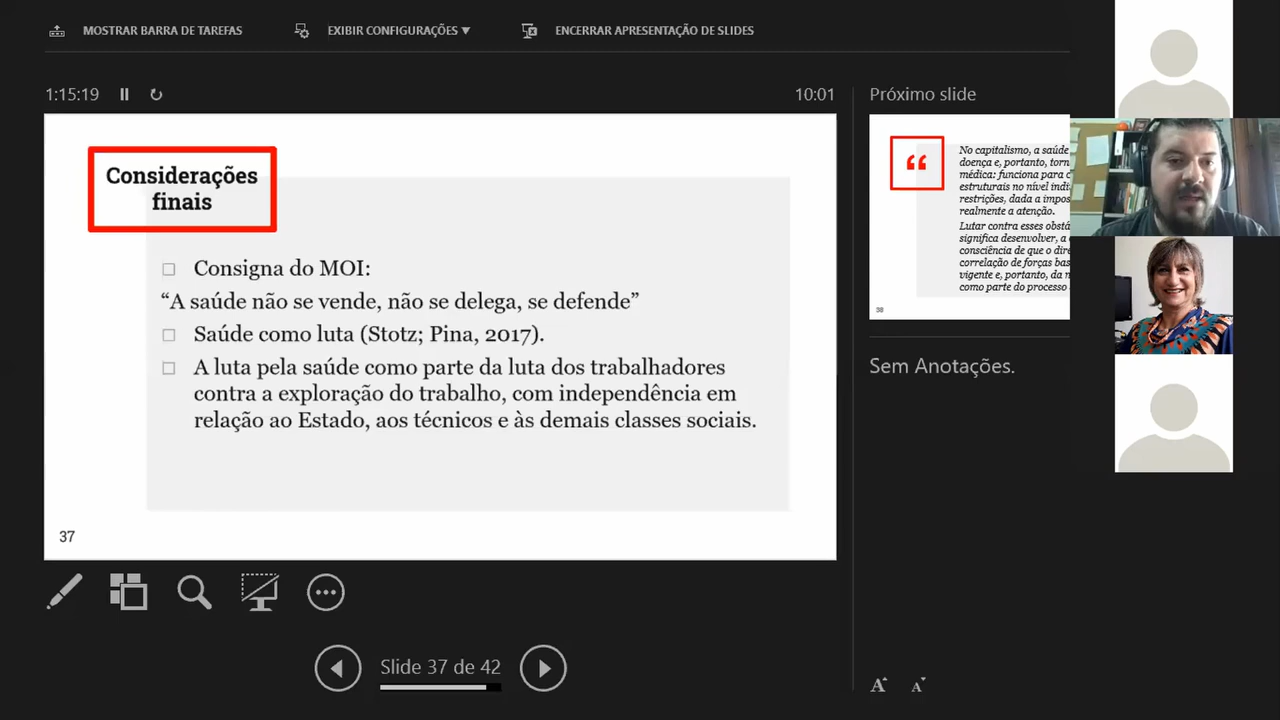 MOSTRAR BARRA DE TAREFAS
EXIBIR CONFIGURAÇÕES ▼
ENCERRAR APRESENTAÇÃO DE SLIDES
1:15:19
10:01
Considerações
finais
Consigna do MOI:
“A saúde não se vende, não se delega, se defende”
Saúde como luta (Stotz; Pina, 2017).
A luta pela saúde como parte da luta dos trabalhadores
contra a exploração do trabalho, com independência em
relação ao Estado, aos técnicos e às demais classes sociais.
37
Slide 37 de 42
Próximo slide
“
No capitalismo, a saúde
doença e, portanto, torn
médica: funciona para c
estruturais no nível indi
restrições, dada a impos
realmente a atenção.
Lutar contra esses obstá
significa desenvolver, a
consciência de que o dire
correlação de forças bas
vigente e, portanto, da n
como parte do processo
38
Sem Anotações.
A A